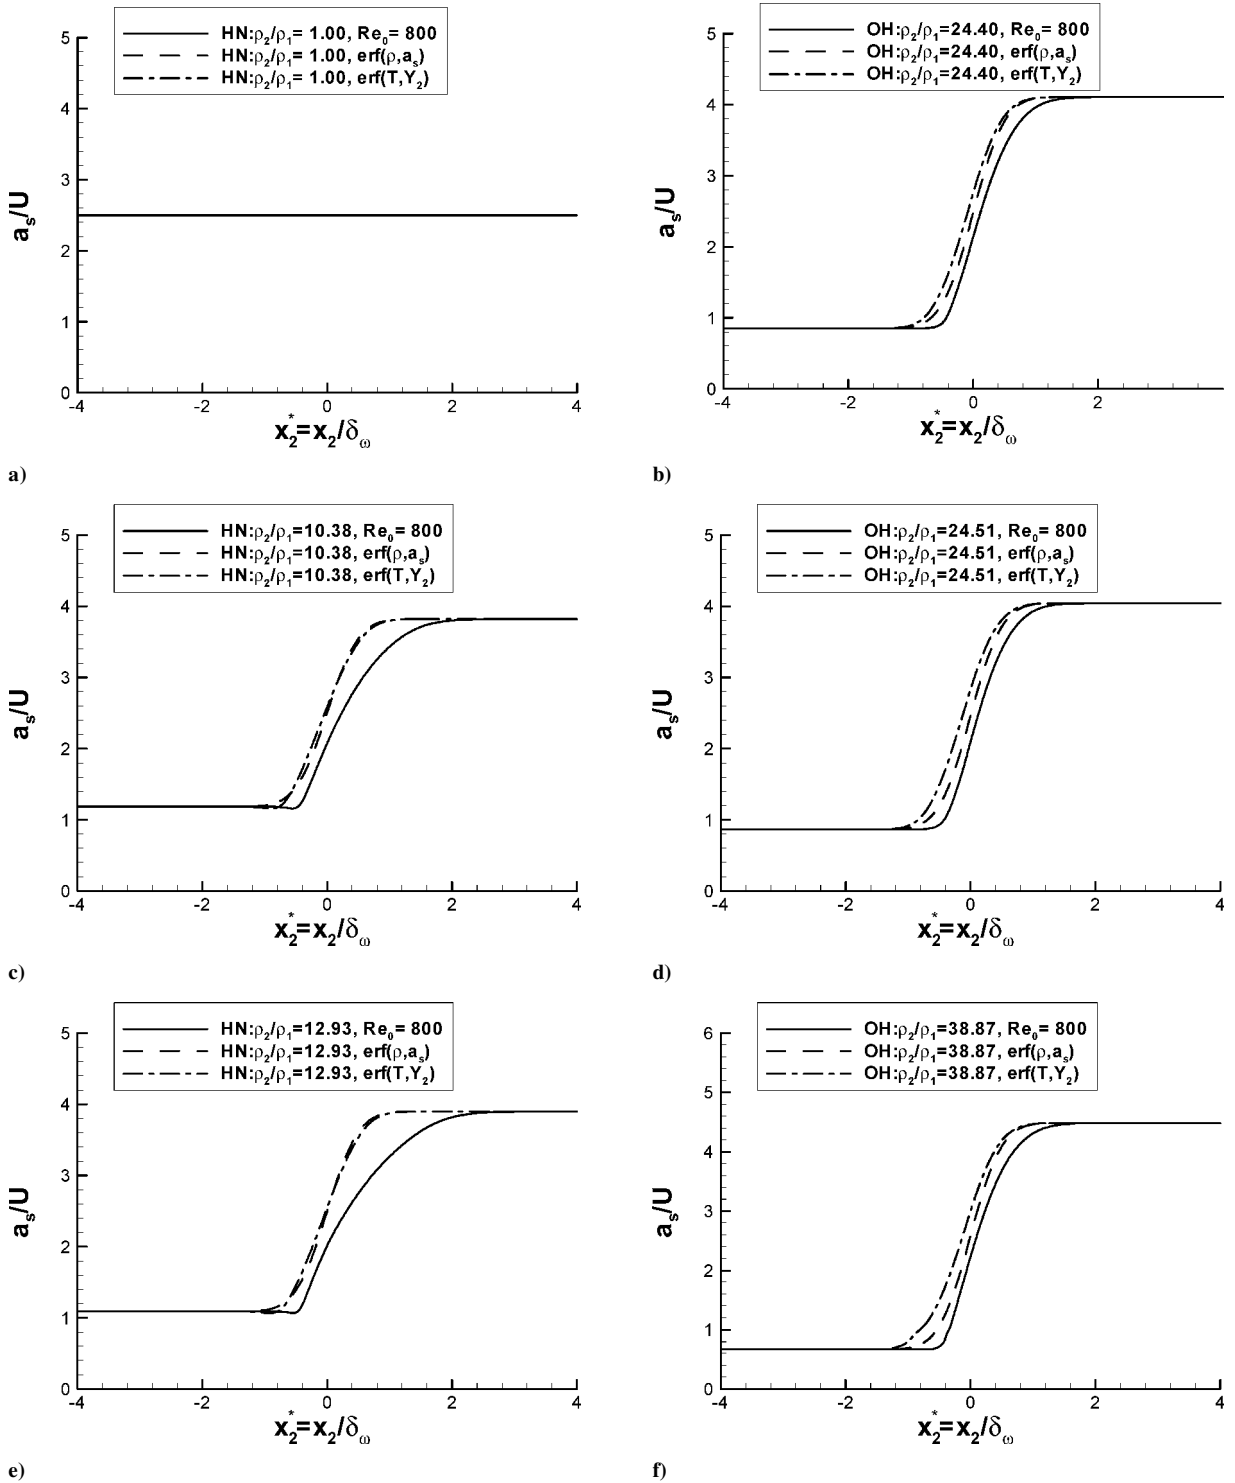 HN:ρ₂/ρ₁= 1.00, Re₀= 800
HN:ρ₂/ρ₁= 1.00, erf(ρ,aₛ)
HN:ρ₂/ρ₁= 1.00, erf(T,Y₂)
5
4
3
2
1
0
aₛ/U
-4 -2 0 2 4
x₂*=x₂/δω
a)
OH:ρ₂/ρ₁=24.40, Re₀= 800
OH:ρ₂/ρ₁=24.40, erf(ρ,aₛ)
OH:ρ₂/ρ₁=24.40, erf(T,Y₂)
5
4
3
2
1
0
aₛ/U
-4 -2 0 2
x₂*=x₂/δω
b)
HN:ρ₂/ρ₁=10.38, Re₀= 800
HN:ρ₂/ρ₁=10.38, erf(ρ,aₛ)
HN:ρ₂/ρ₁=10.38, erf(T,Y₂)
5
4
3
2
1
0
aₛ/U
-4 -2 0 2 4
x₂*=x₂/δω
c)
OH:ρ₂/ρ₁=24.51, Re₀= 800
OH:ρ₂/ρ₁=24.51, erf(ρ,aₛ)
OH:ρ₂/ρ₁=24.51, erf(T,Y₂)
5
4
3
2
1
0
aₛ/U
-4 -2 0 2 4
x₂*=x₂/δω
d)
HN:ρ₂/ρ₁=12.93, Re₀= 800
HN:ρ₂/ρ₁=12.93, erf(ρ,aₛ)
HN:ρ₂/ρ₁=12.93, erf(T,Y₂)
5
4
3
2
1
0
aₛ/U
-4 -2 0 2 4
x₂*=x₂/δω
e)
OH:ρ₂/ρ₁=38.87, Re₀= 800
OH:ρ₂/ρ₁=38.87, erf(ρ,aₛ)
OH:ρ₂/ρ₁=38.87, erf(T,Y₂)
6
5
4
3
2
1
0
aₛ/U
-4 -2 0 2 4
x₂*=x₂/δω
f)